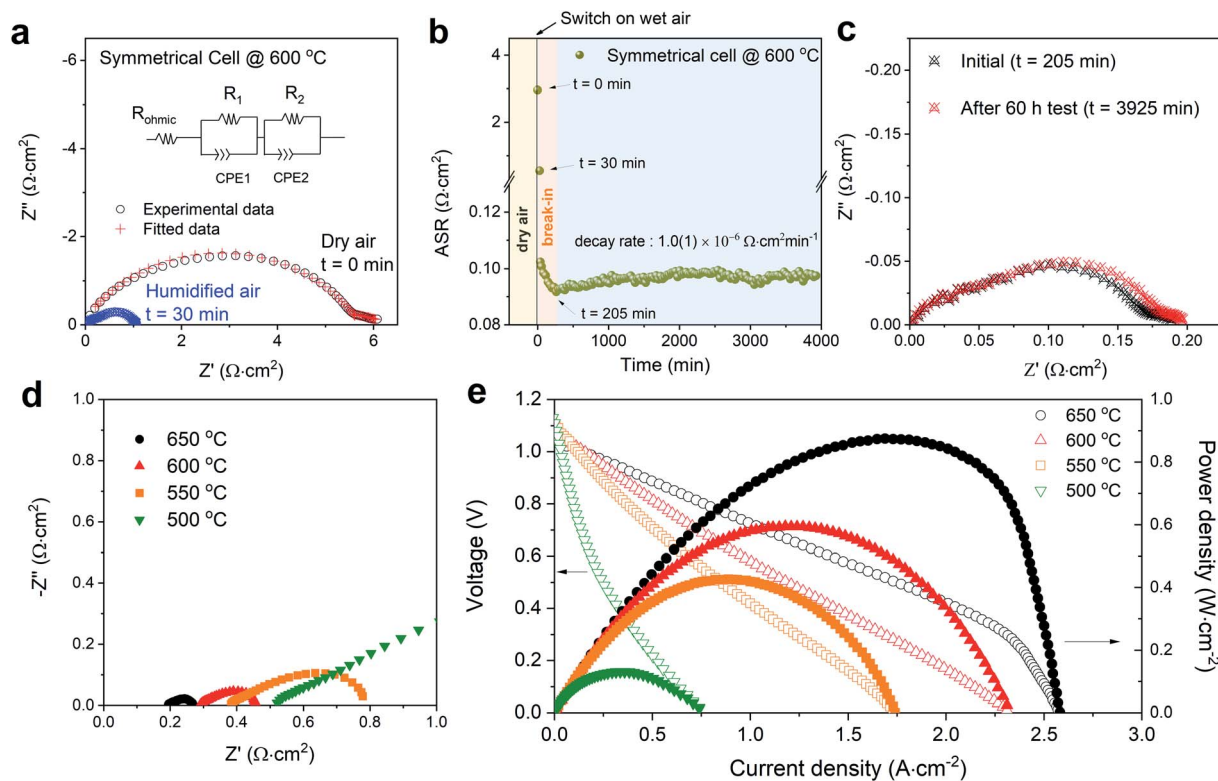 Switch on wet air
a
Symmetrical Cell @ 600 °C
R_ohmic
R₁
R₂
CPE1
CPE2
Experimental data
Fitted data
Dry air
t = 0 min
Humidified air
t = 30 min
-6
-4
-2
0
0 2 4 6
Z'' (Ω·cm²)
Z' (Ω·cm²)
b
Symmetrical cell @ 600 °C
t = 0 min
t = 30 min
dry air
break-in
decay rate : 1.0(1) × 10⁻⁶ Ω·cm²min⁻¹
t = 205 min
4
2
0.12
0.10
0.08
0 1000 2000 3000 4000
ASR (Ω·cm²)
Time (min)
c
Initial (t = 205 min)
After 60 h test (t = 3925 min)
-0.20
-0.15
-0.10
-0.05
0.00
0.00 0.05 0.10 0.15 0.20
Z'' (Ω·cm²)
Z' (Ω·cm²)
d
650 °C
600 °C
550 °C
500 °C
1.0
0.8
0.6
0.4
0.2
0.0
0.0 0.2 0.4 0.6 0.8 1.0
-Z'' (Ω·cm²)
Z' (Ω·cm²)
e
650 °C
600 °C
550 °C
500 °C
1.2
1.0
0.8
0.6
0.4
0.2
0.0
0.0 0.5 1.0 1.5 2.0 2.5 3.0
1.0
0.8
0.6
0.4
0.2
0.0
Voltage (V)
Current density (A·cm⁻²)
Power density (W·cm⁻²)